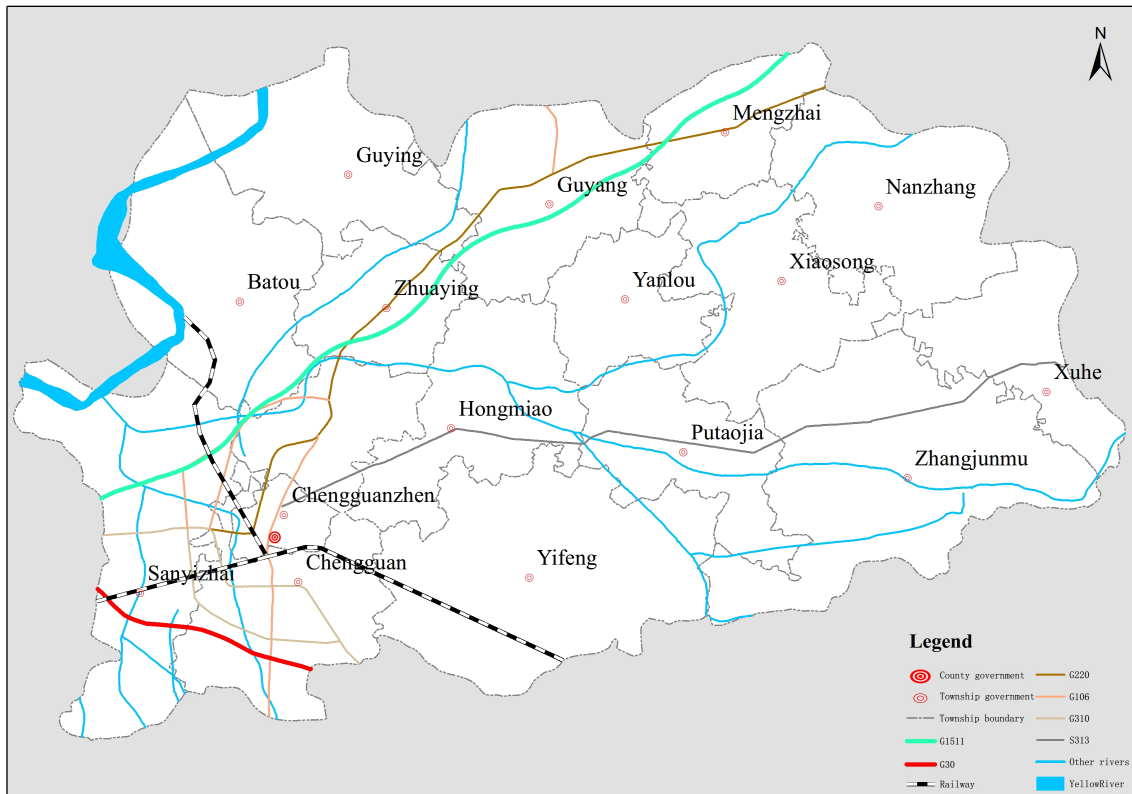 N
Mengzhai
Guying
Guyang
Nanzhang
Xiaosong
Batou
Zhuaying
Yanlou
Xuhe
Hongmiao
Putaojia
Zhangjunmu
Chengguanzhen
Yifeng
Sanyizhai
Chengguan
Legend
County government
G220
Township government
G106
Township boundary
G310
G1511
S313
G30
Other rivers
Railway
YellowRiver